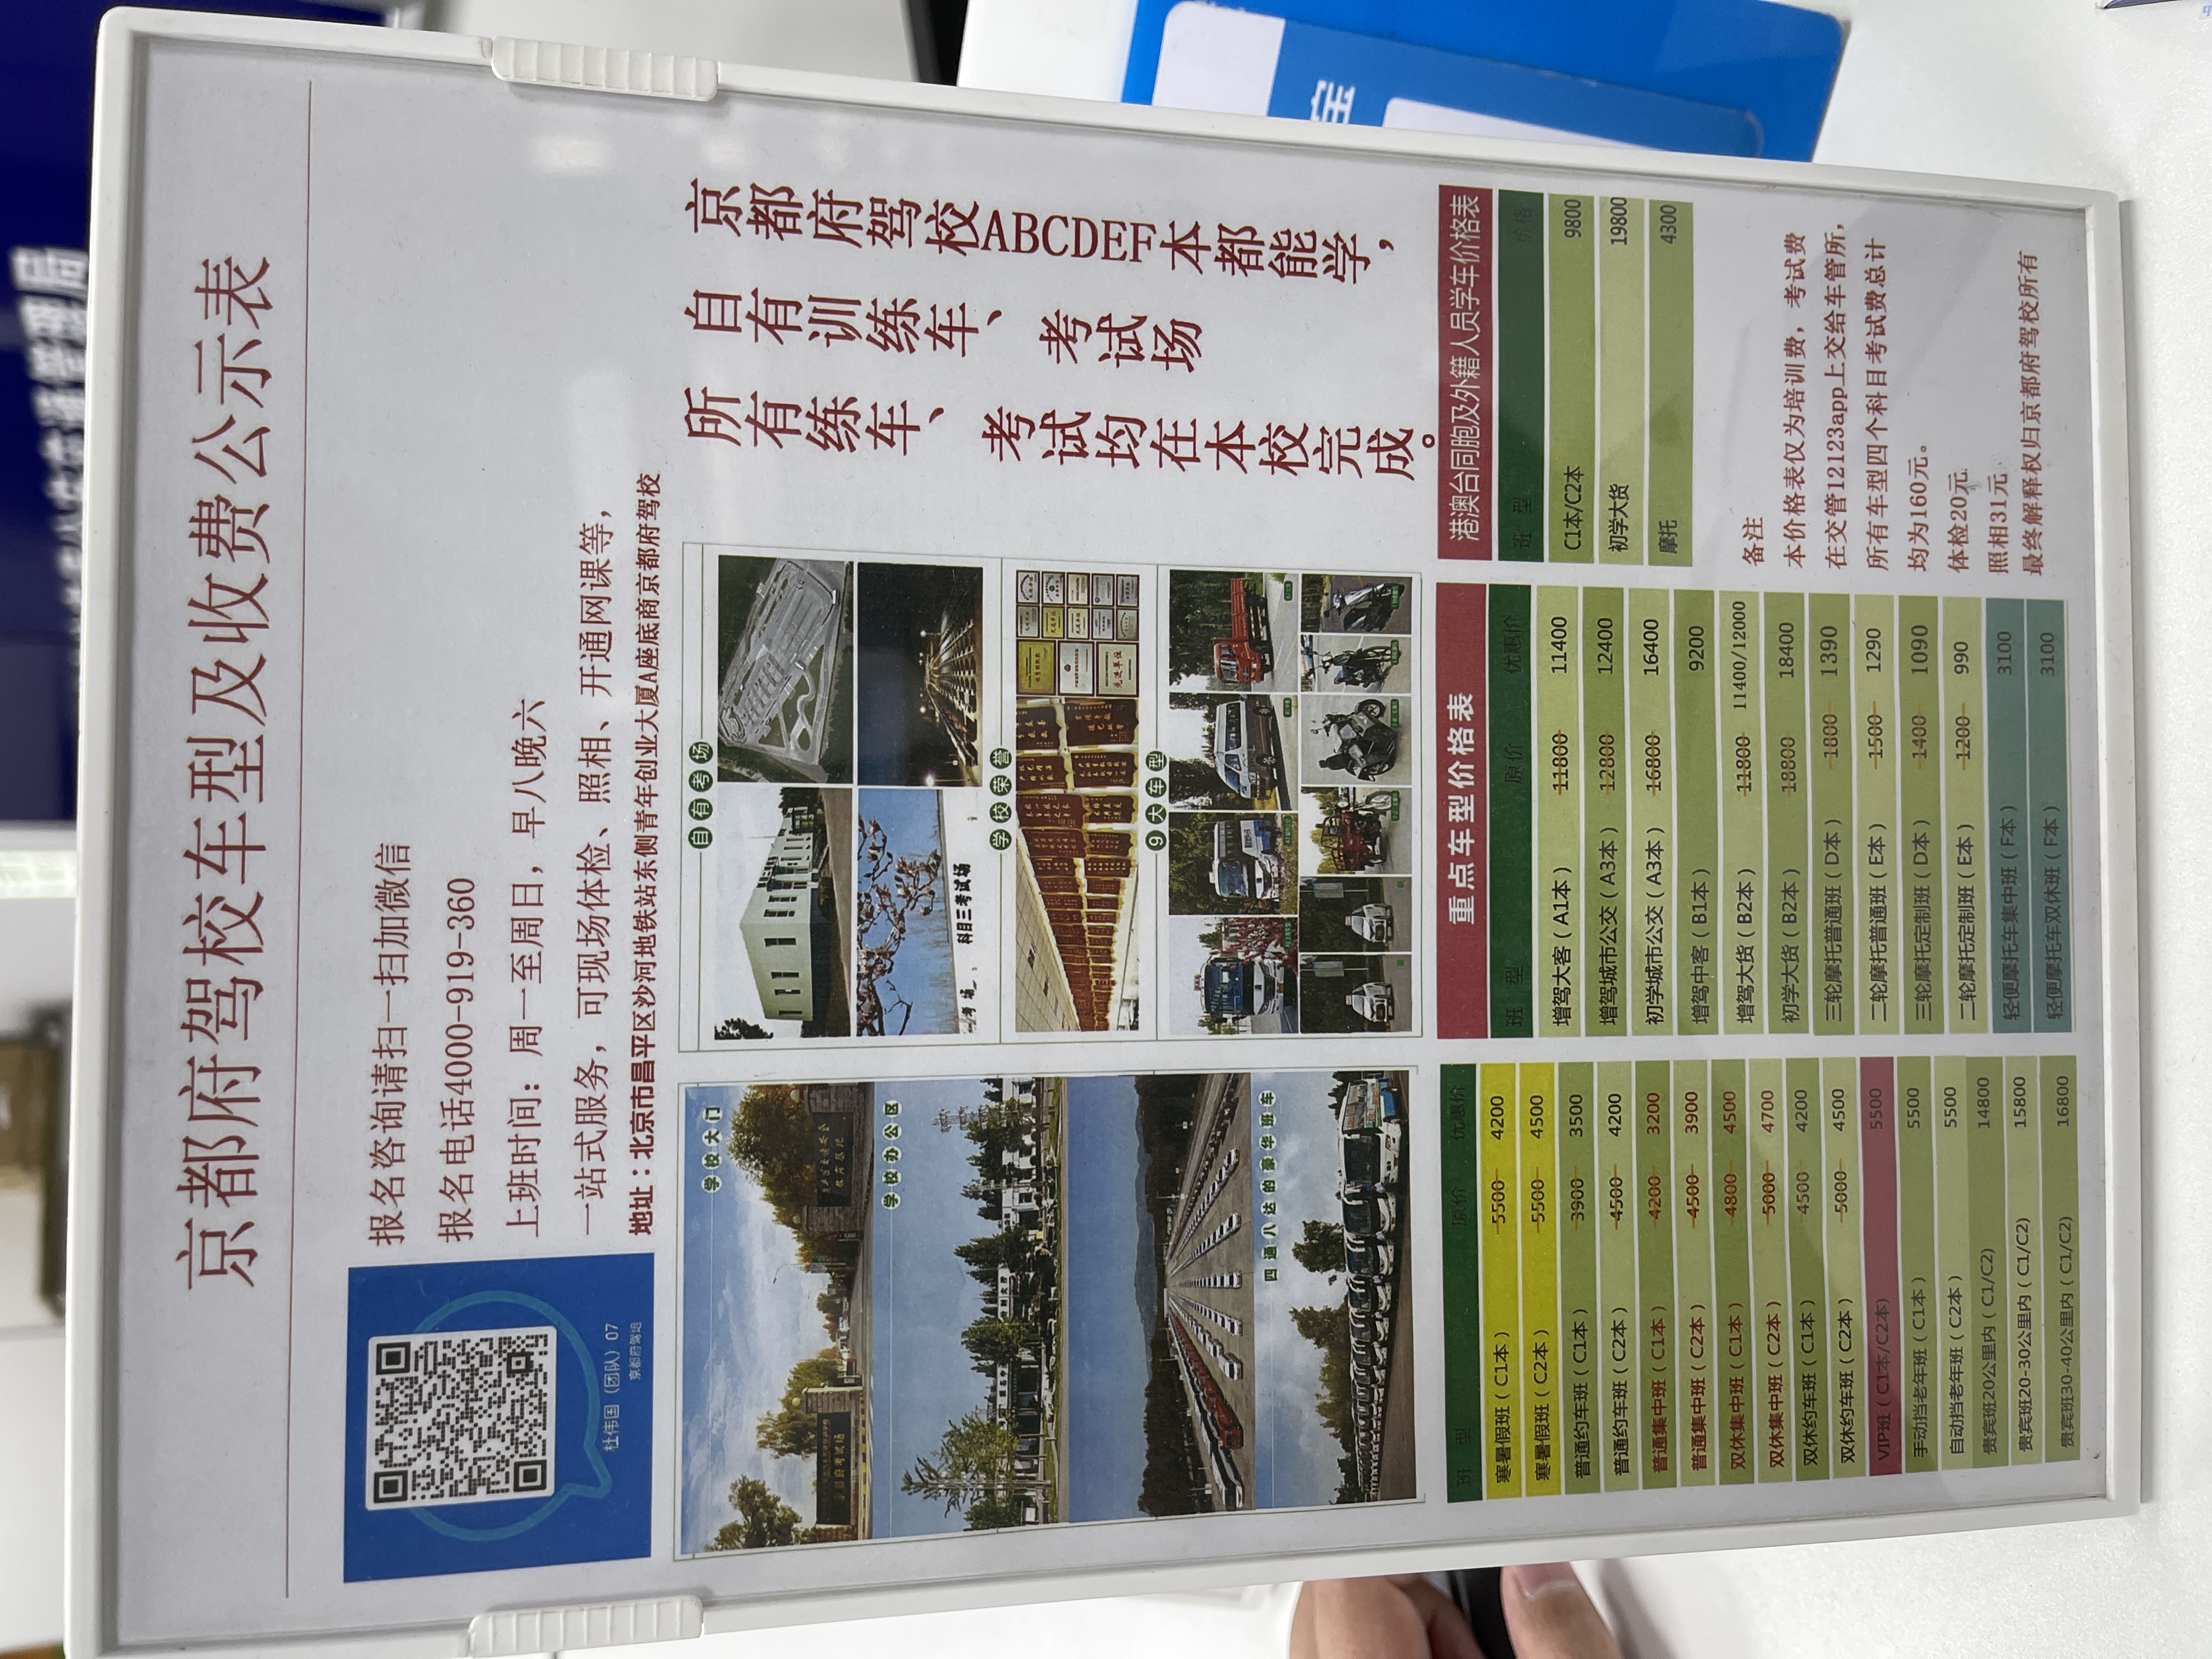 交通管理局
京都府驾校车型及收费公示表
报名咨询请扫一扫加微信
报名电话4000-919-360
上班时间：周一至周日，早八晚六
一站式服务，可现场体检、照相、开通网课等，
地址：北京市昌平区沙河地铁站东侧青年创业大厦A座底商京都府驾校
杜伟国（团队）07
京都府驾培
京都府驾校ABCDEF本都能学，
自有训练车、考试场
所有练车、考试均在本校完成。
学校大门
京都府考试场
学校办公区
四通八达的豪华班车
自有考场
科目三考试场
学校荣誉
先进单位
9大车型
班 型 原价 优惠价
寒暑假班（C1本） 5500 4200
寒暑假班（C2本） 5500 4500
普通约车班（C1本） 3900 3500
普通约车班（C2本） 4500 4200
普通集中班（C1本） 4200 3200
普通集中班（C2本） 4500 3900
双休集中班（C1本） 4800 4500
双休集中班（C2本） 5000 4700
双休约车班（C1本） 4500 4200
双休约车班（C2本） 5000 4500
VIP班（C1本/C2本） 5500
手动挡老年班（C1本） 5500
自动挡老年班（C2本） 5500
贵宾班20公里内（C1/C2） 14800
贵宾班20-30公里内（C1/C2) 15800
贵宾班30-40公里内（C1/C2) 16800
重点车型价格表
班 型 原价 优惠价
增驾大客（A1本） 11800 11400
增驾城市公交（A3本） 12800 12400
初学城市公交（A3本） 16800 16400
增驾中客（B1本） 9200
增驾大货（B2本） 11800 11400/12000
初学大货（B2本） 18800 18400
三轮摩托普通班（D本） 1800 1390
二轮摩托普通班（E本） 1500 1290
三轮摩托定制班（D本） 1400 1090
二轮摩托定制班（E本） 1200 990
轻便摩托车集中班（F本） 3100
轻便摩托车双休班（F本） 3100
港澳台同胞及外籍人员学车价格表
班 型 价格
C1本/C2本 9800
初学大货 19800
摩托 4300
备注
本价格表仅为培训费，考试费
在交管12123app上交给车管所，
所有车型四个科目考试费总计
均为160元。
体检20元
照相31元
最终解释权归京都府驾校所有
宝